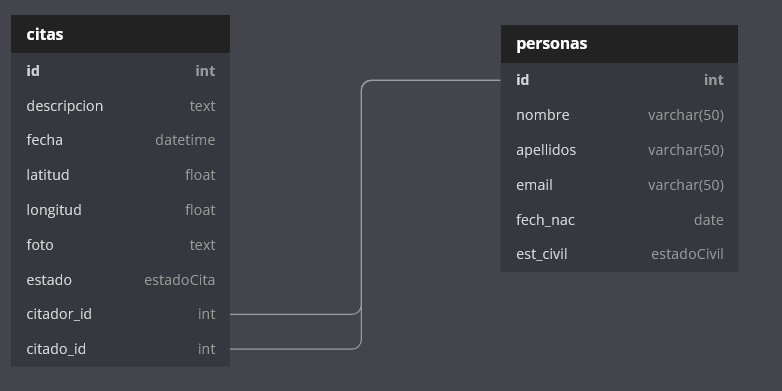 citas
id int
descripcion text
fecha datetime
latitud float
longitud float
foto text
estado estadoCita
citador_id int
citado_id int
personas
id int
nombre varchar(50)
apellidos varchar(50)
email varchar(50)
fech_nac date
est_civil estadoCivil